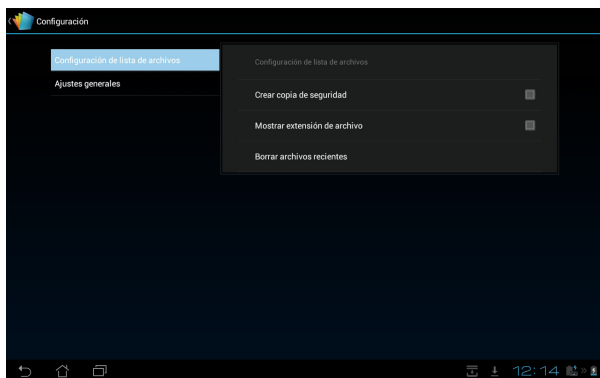 Configuración
Configuración de lista de archivos
Ajustes generales
Configuración de lista de archivos
Crear copia de seguridad
Mostrar extensión de archivo
Borrar archivos recientes
12:14